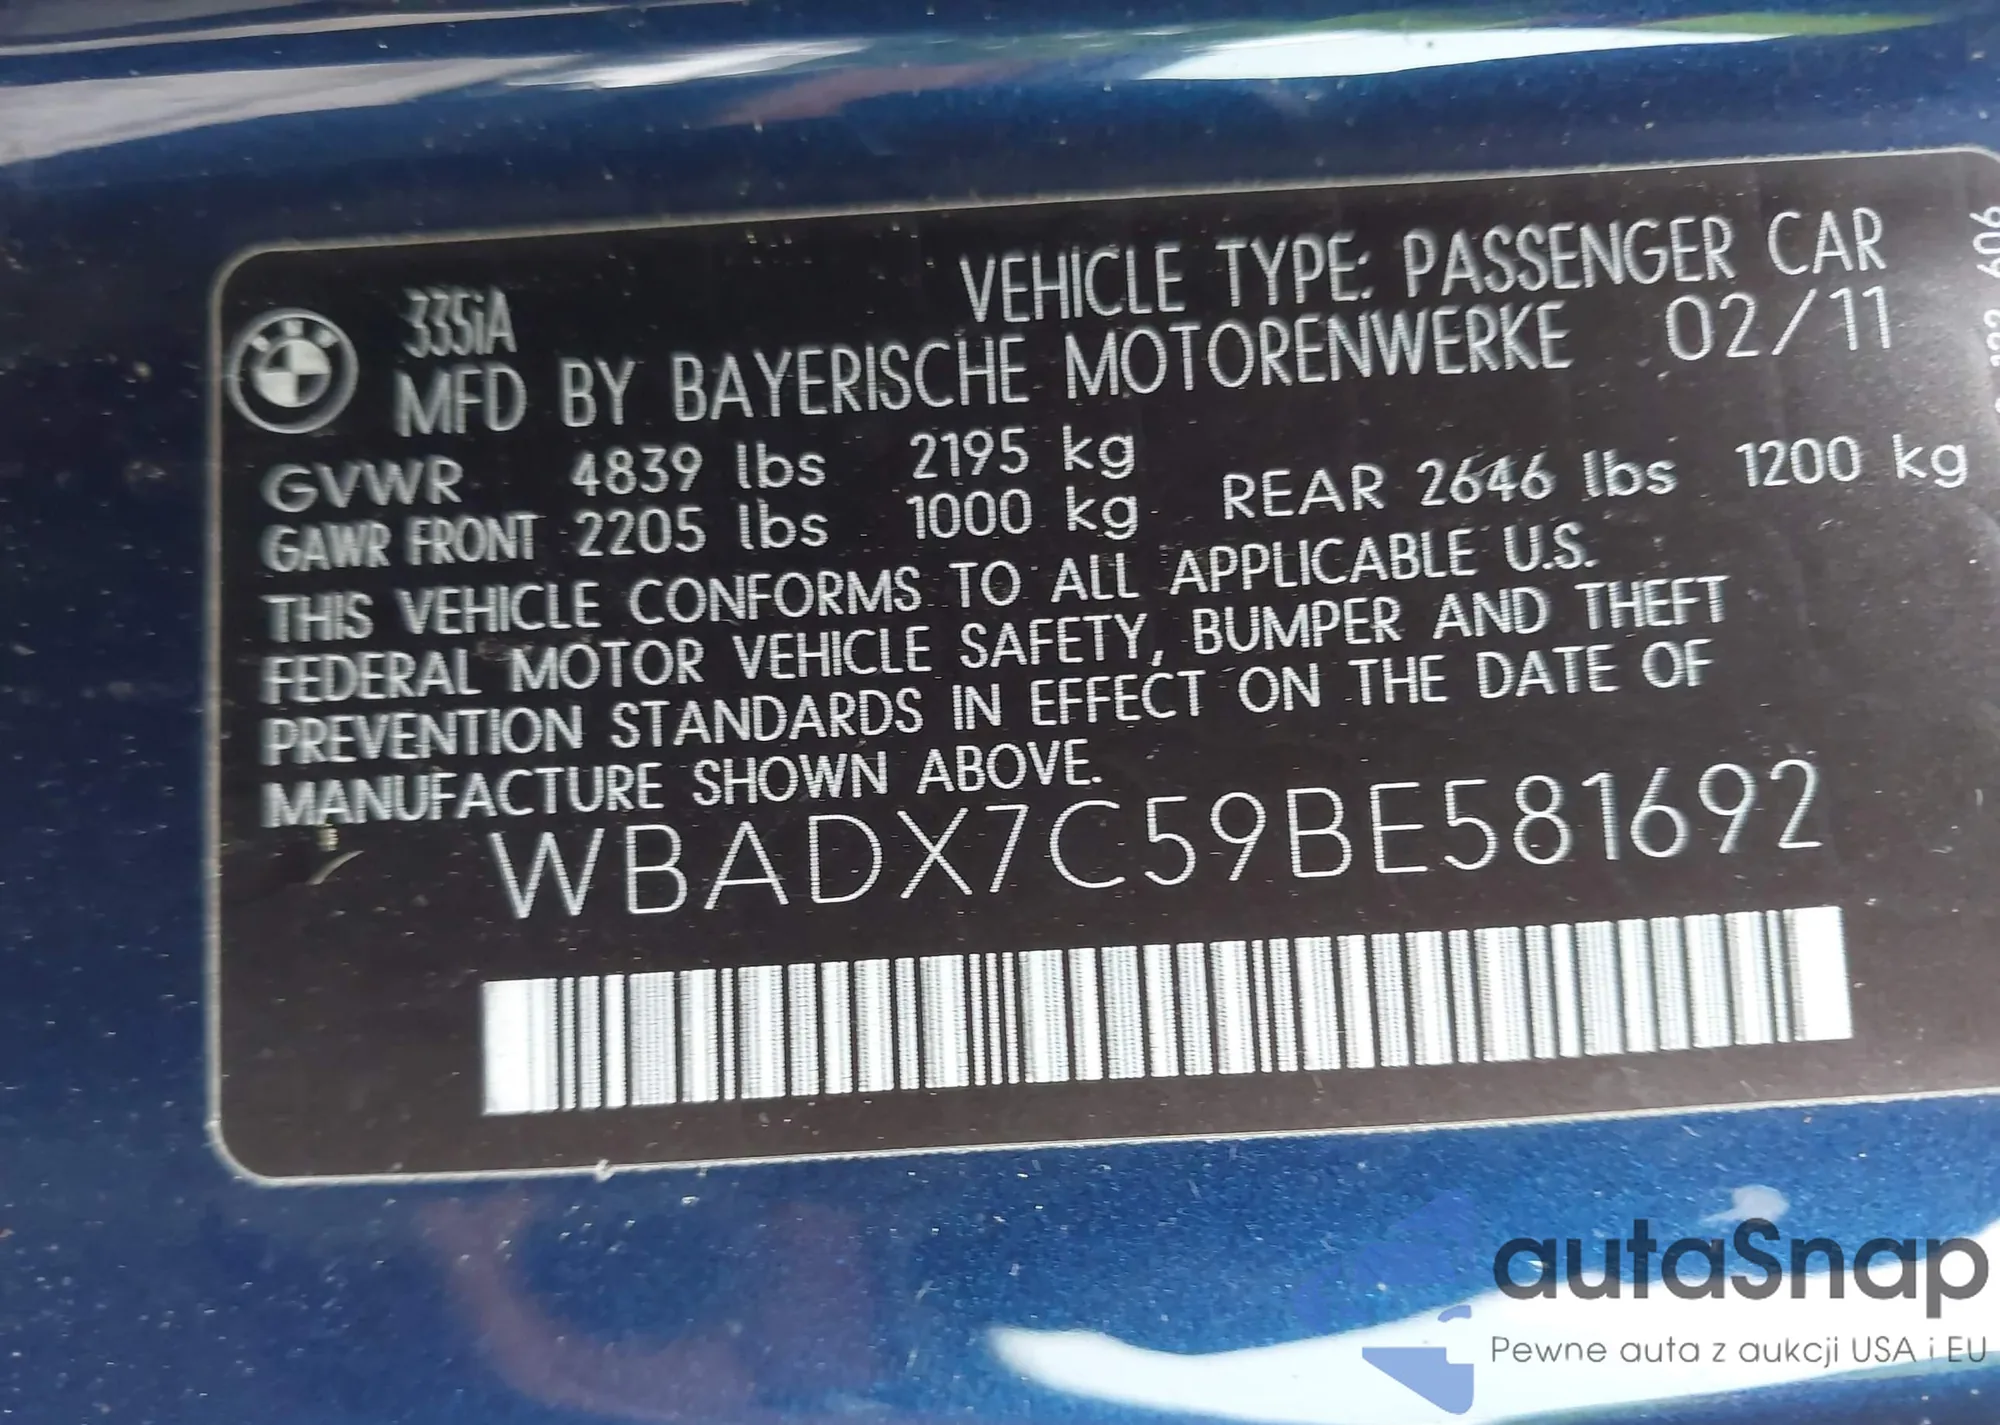 VEHICLE TYPE: PASSENGER CAR
335iA
MFD BY BAYERISCHE MOTORENWERKE 02/11
GVWR 4839 lbs 2195 kg
GAWR FRONT 2205 lbs 1000 kg REAR 2646 lbs 1200 kg
THIS VEHICLE CONFORMS TO ALL APPLICABLE U.S.
FEDERAL MOTOR VEHICLE SAFETY, BUMPER AND THEFT
PREVENTION STANDARDS IN EFFECT ON THE DATE OF
MANUFACTURE SHOWN ABOVE.
WBADX7C59BE581692
606
autaSnap
Pewne auta z aukcji USA i EU